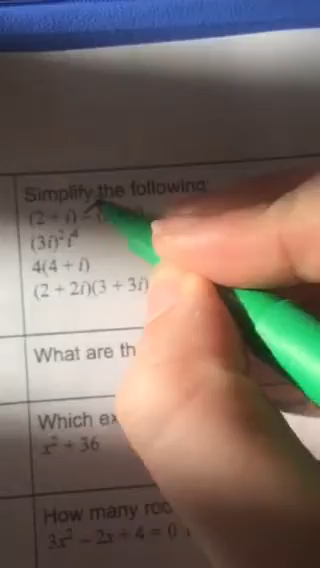 Simplify the following:
(2 + i) –
(3i)²i⁴
4(4 + i)
(2 + 2i)(3 + 3i)
What are th
Which ex
x² + 36
How many roo
3x² – 2x + 4 = 0